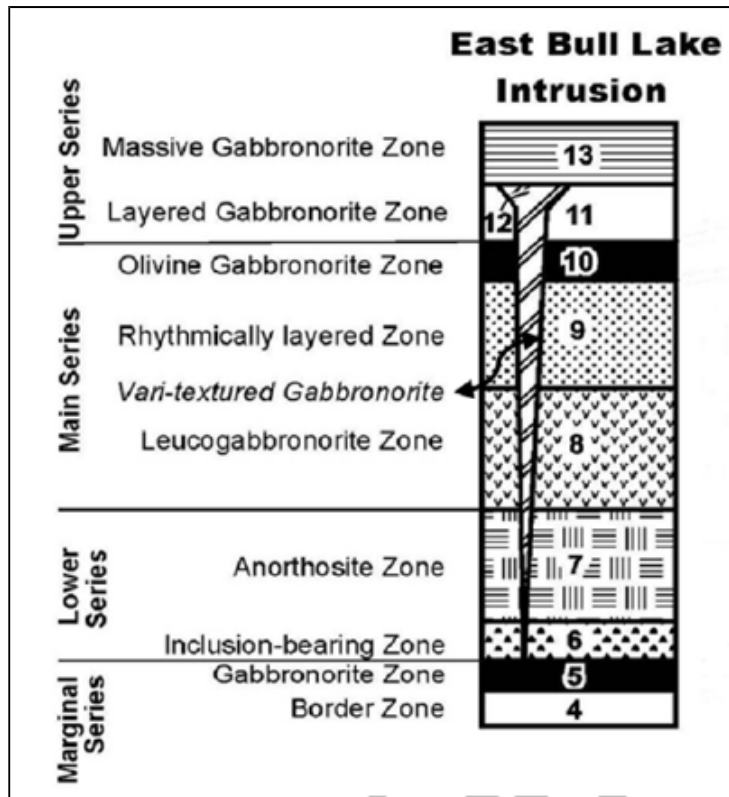 East Bull Lake
Intrusion
Upper Series
Massive Gabbronorite Zone
13
Layered Gabbronorite Zone
12
11
Main Series
Olivine Gabbronorite Zone
10
Rhythmically layered Zone
9
Vari-textured Gabbronorite
Leucogabbronorite Zone
8
Lower
Series
Anorthosite Zone
7
Inclusion-bearing Zone
6
Marginal
Series
Gabbronorite Zone
5
Border Zone
4